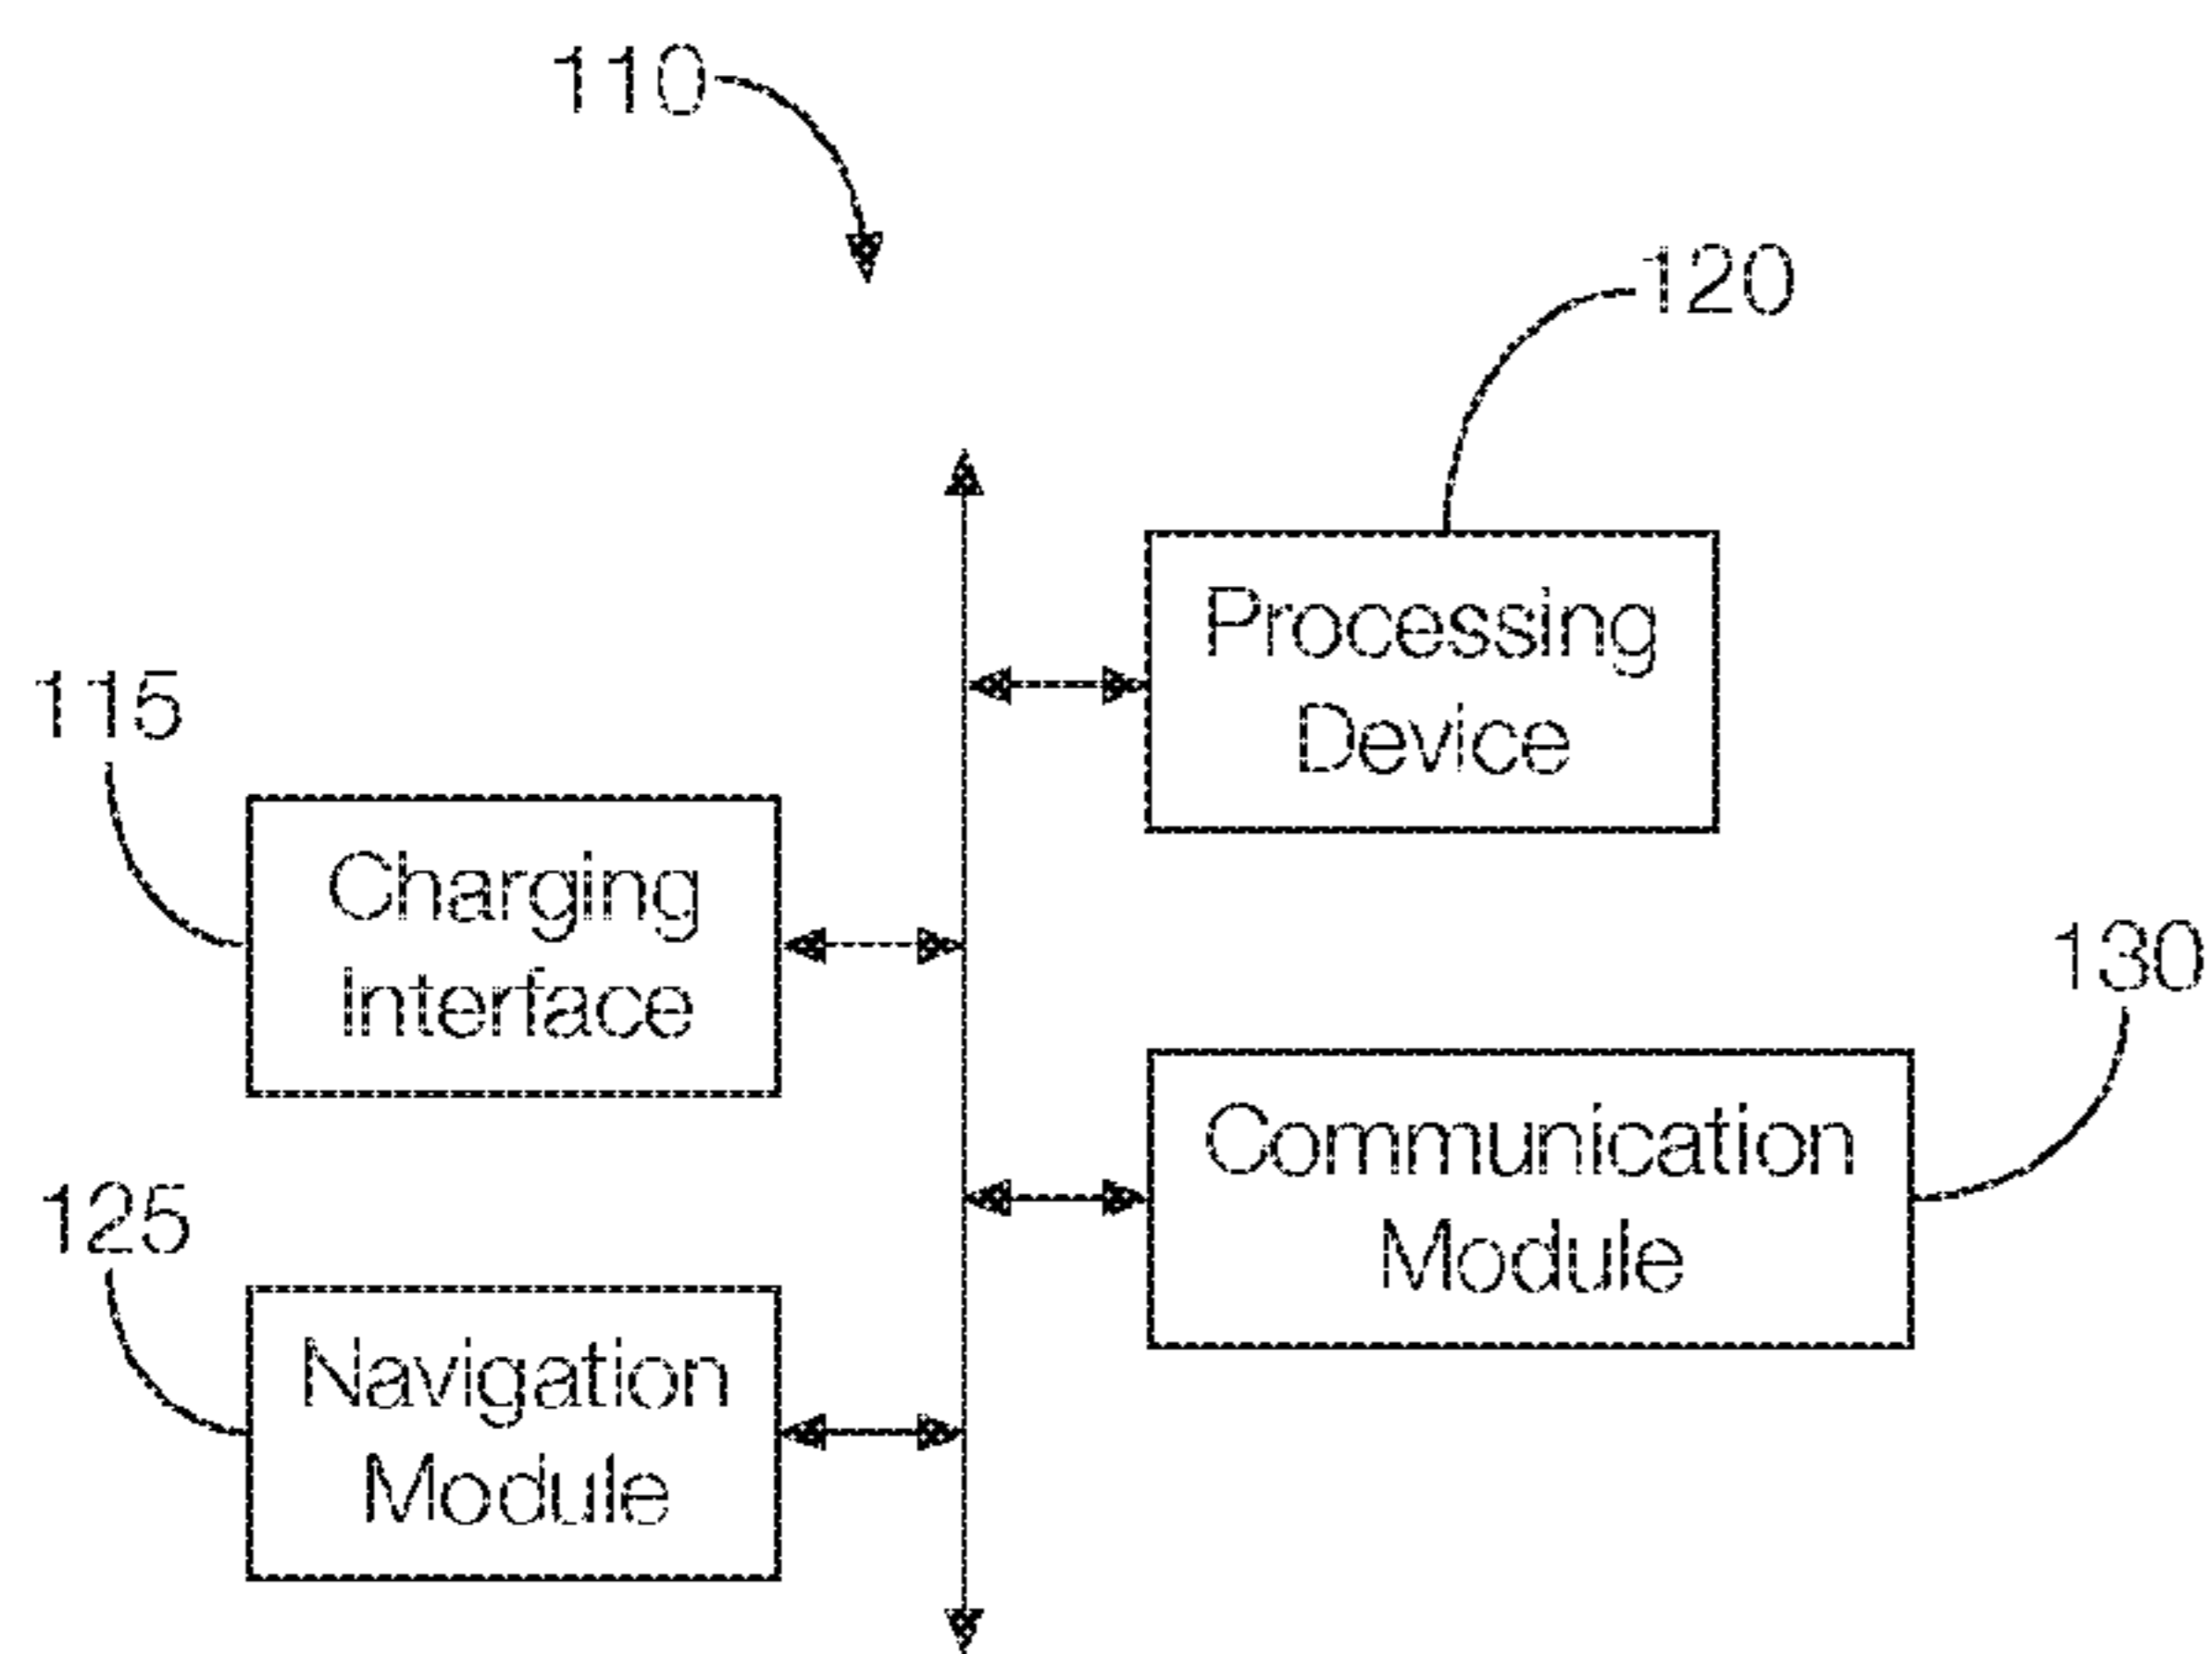 110
120
Processing
Device
115
Charging
Interface
130
Communication
Module
125
Navigation
Module